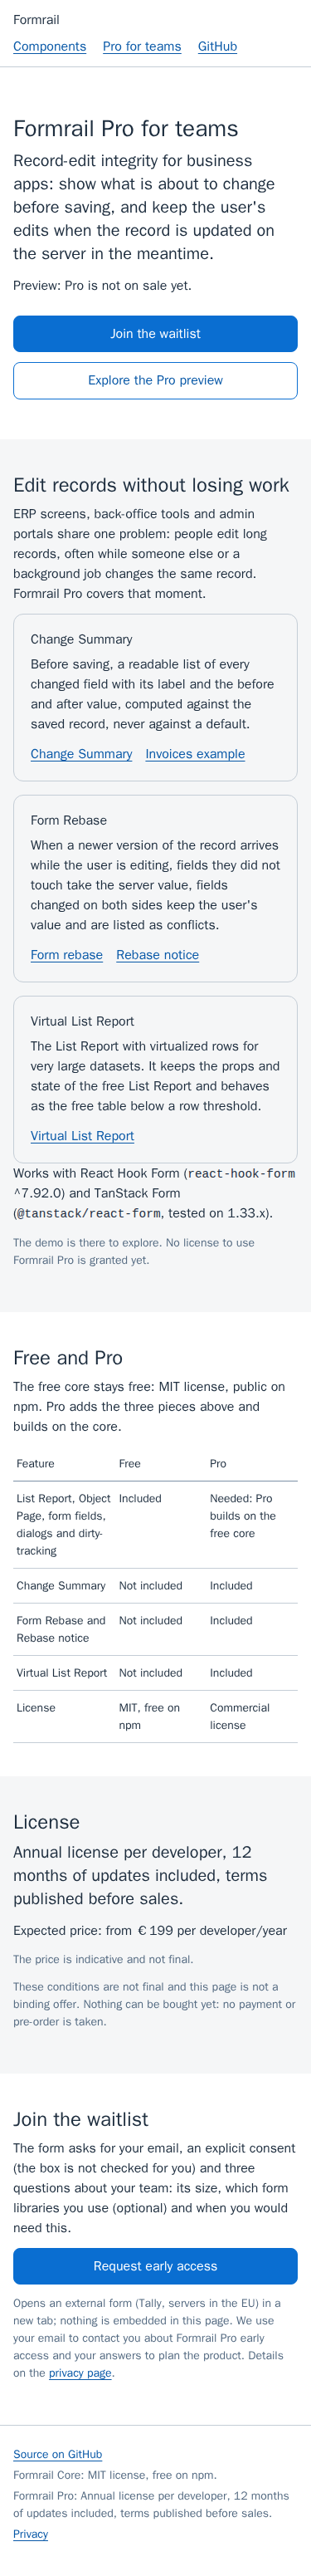 Formrail
Components Pro for teams GitHub
Formrail Pro for teams
Record-edit integrity for business
apps: show what is about to change
before saving, and keep the user's
edits when the record is updated on
the server in the meantime.
Preview: Pro is not on sale yet.
Join the waitlist
Explore the Pro preview
Edit records without losing work
ERP screens, back-office tools and admin
portals share one problem: people edit long
records, often while someone else or a
background job changes the same record.
Formrail Pro covers that moment.
Change Summary
Before saving, a readable list of every
changed field with its label and the before
and after value, computed against the
saved record, never against a default.
Change Summary Invoices example
Form Rebase
When a newer version of the record arrives
while the user is editing, fields they did not
touch take the server value, fields
changed on both sides keep the user's
value and are listed as conflicts.
Form rebase Rebase notice
Virtual List Report
The List Report with virtualized rows for
very large datasets. It keeps the props and
state of the free List Report and behaves
as the free table below a row threshold.
Virtual List Report
Works with React Hook Form (react-hook-form
^7.92.0) and TanStack Form
(@tanstack/react-form, tested on 1.33.x).
The demo is there to explore. No license to use
Formrail Pro is granted yet.
Free and Pro
The free core stays free: MIT license, public on
npm. Pro adds the three pieces above and
builds on the core.
Feature Free Pro
List Report, Object Included Needed: Pro
Page, form fields, builds on the
dialogs and dirty- free core
tracking
Change Summary Not included Included
Form Rebase and Not included Included
Rebase notice
Virtual List Report Not included Included
License MIT, free on Commercial
npm license
License
Annual license per developer, 12
months of updates included, terms
published before sales.
Expected price: from €199 per developer/year
The price is indicative and not final.
These conditions are not final and this page is not a
binding offer. Nothing can be bought yet: no payment or
pre-order is taken.
Join the waitlist
The form asks for your email, an explicit consent
(the box is not checked for you) and three
questions about your team: its size, which form
libraries you use (optional) and when you would
need this.
Request early access
Opens an external form (Tally, servers in the EU) in a
new tab; nothing is embedded in this page. We use
your email to contact you about Formrail Pro early
access and your answers to plan the product. Details
on the privacy page.
Source on GitHub
Formrail Core: MIT license, free on npm.
Formrail Pro: Annual license per developer, 12 months
of updates included, terms published before sales.
Privacy